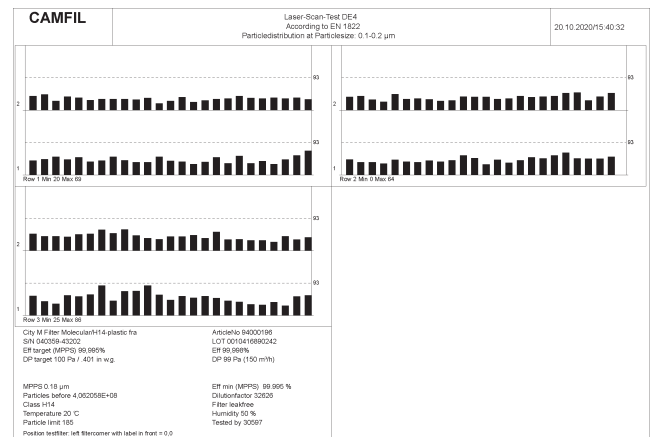 CAMFIL
Laser-Scan-Test DE4
According to EN 1822
Particledistribution at Particlesize: 0.1-0.2 µm
20.10.2020/15:40:32
93
2
93
1
Row 1 Min 20 Max 69
93
2
93
1
Row 2 Min 0 Max 64
93
2
93
1
Row 3 Min 25 Max 86
City M Filter Molecular/H14-plastic fra
S/N 040359-43202
Eff target (MPPS) 99,995%
DP target 100 Pa / .401 in w.g.
ArticleNo 94000196
LOT 0010416890242
Eff 99,998%
DP 99 Pa (150 m³/h)
MPPS 0.18 µm
Particles before 4,062058E+08
Class H14
Temperature 20 °C
Particle limit 185
Position testfilter: left filtercorner with label in front = 0,0
Eff min (MPPS) 99.995 %
Dilutionfactor 32626
Filter leakfree
Humidity 50 %
Tested by 30597